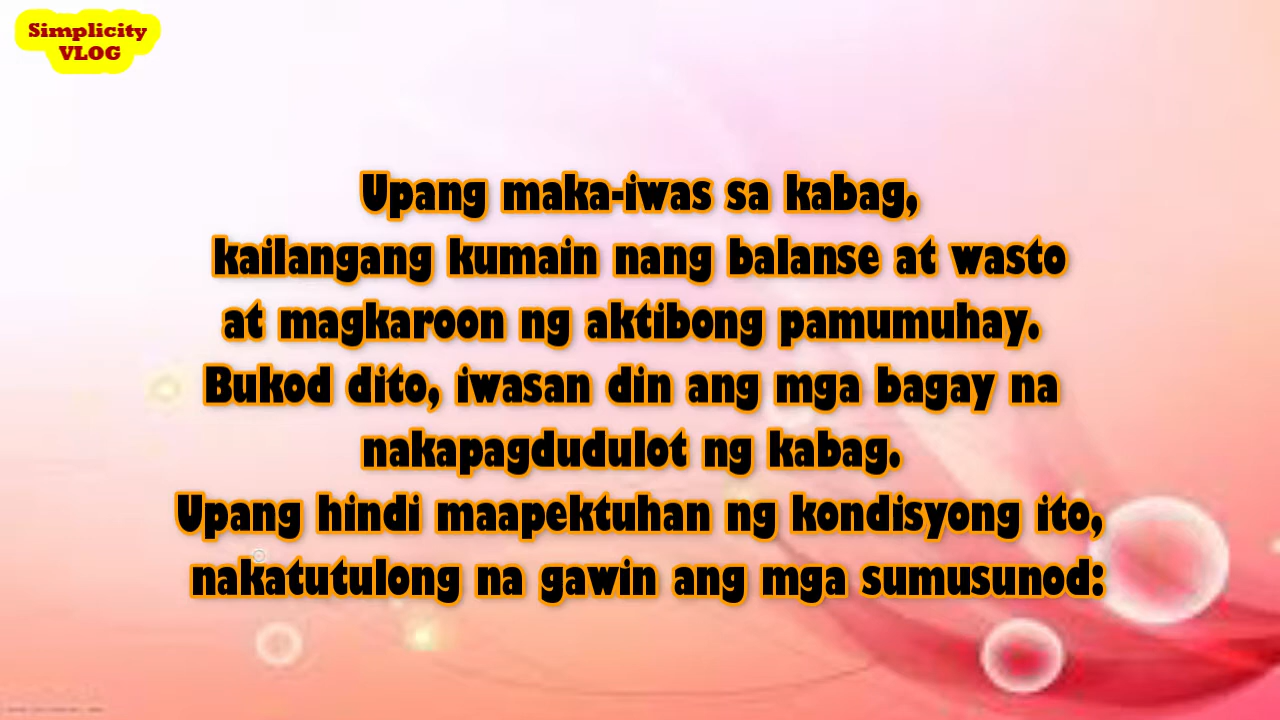 Simplicity
VLOG
Upang maka-iwas sa kabag,
kailangang kumain nang balanse at wasto
at magkaroon ng aktibong pamumuhay.
Bukod dito, iwasan din ang mga bagay na
nakapagdudulot ng kabag.
Upang hindi maapektuhan ng kondisyong ito,
nakatutulong na gawin ang mga sumusunod: